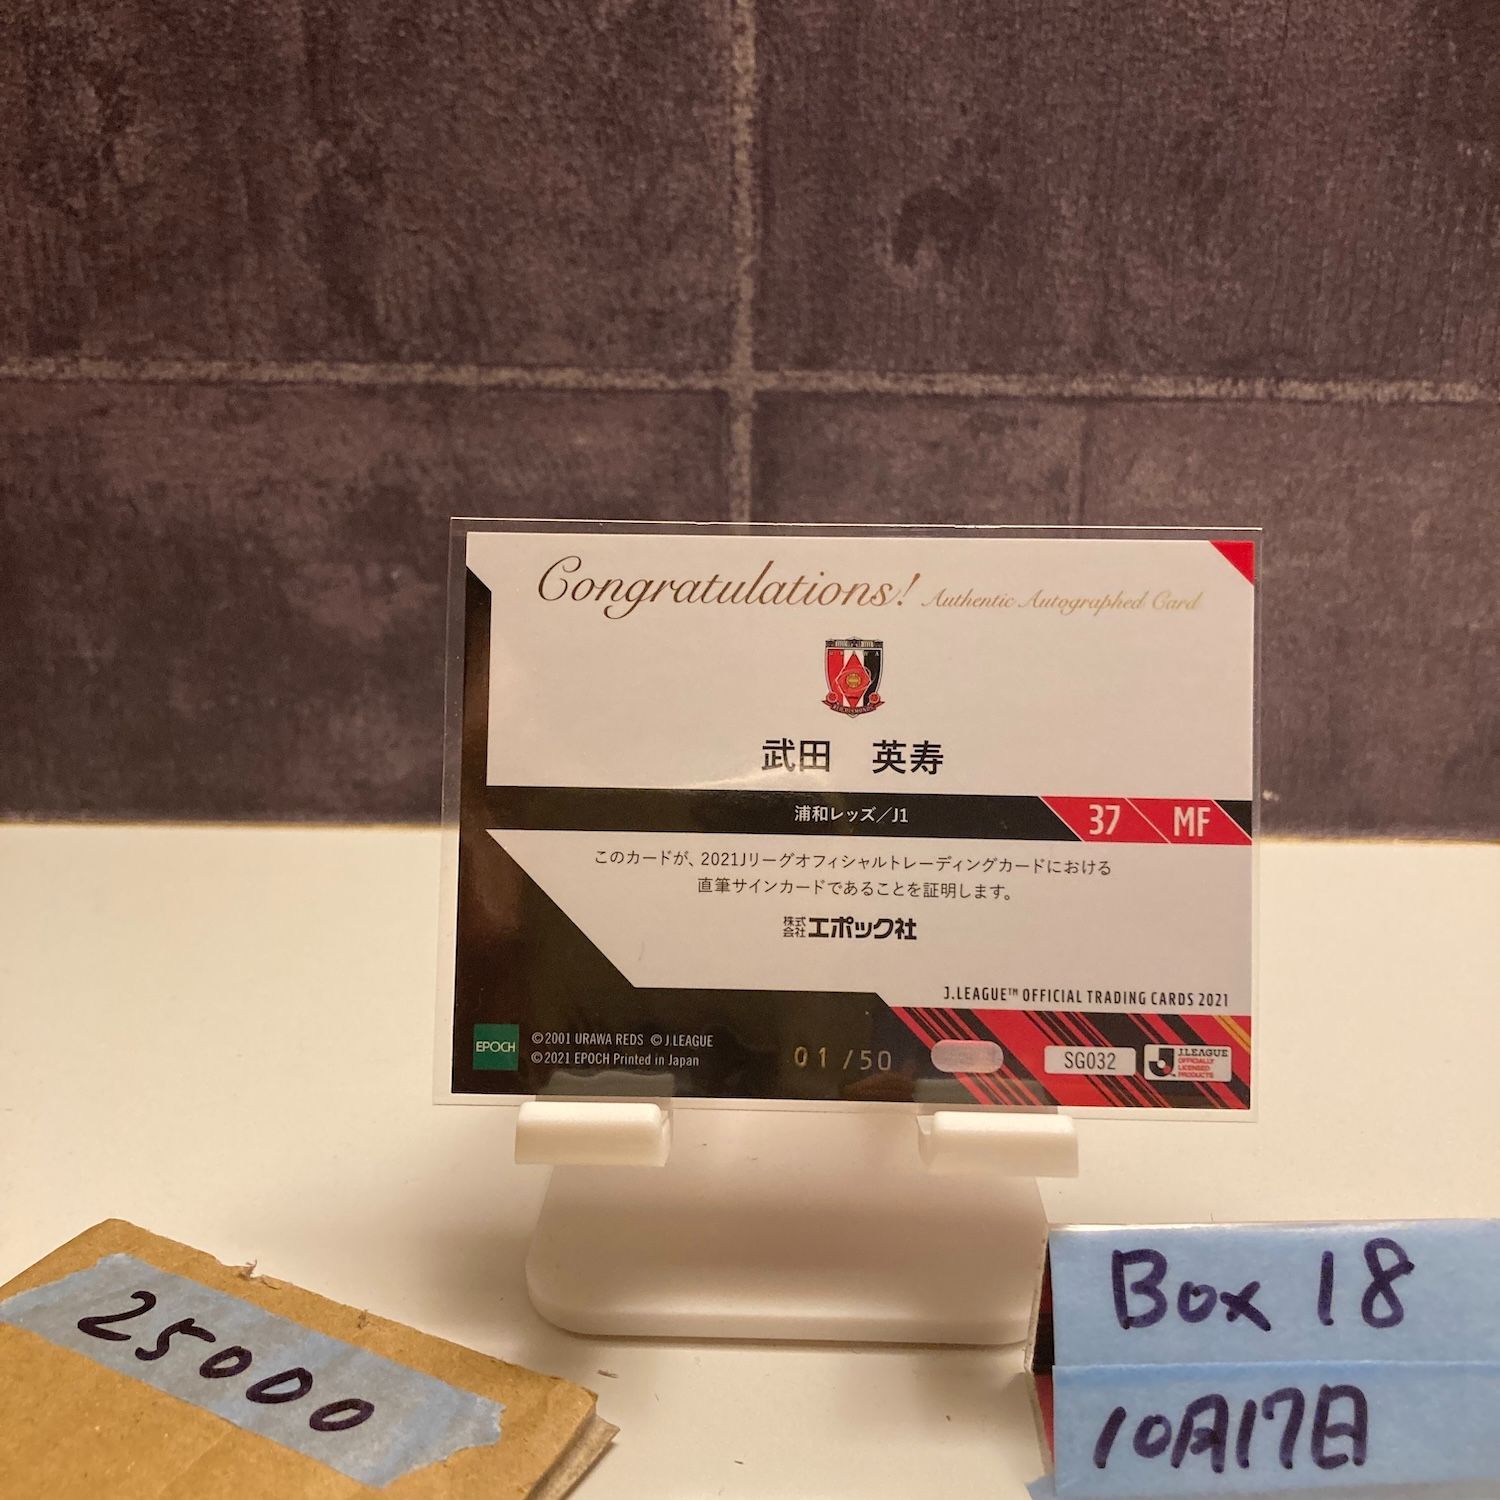 Congratulations! Authentic Autographed Card
武田 英寿
浦和レッズ/J1 37 MF
このカードが、2021Jリーグオフィシャルトレーディングカードにおける
直筆サインカードであることを証明します。
株式会社エポック社
J.LEAGUE™ OFFICIAL TRADING CARDS 2021
EPOCH
©2001 URAWA REDS ©J.LEAGUE
©2021 EPOCH Printed in Japan
01/50
SG032
J.LEAGUE
OFFICIALLY
LICENSED
PRODUCTS
25000
Box 18
10月17日